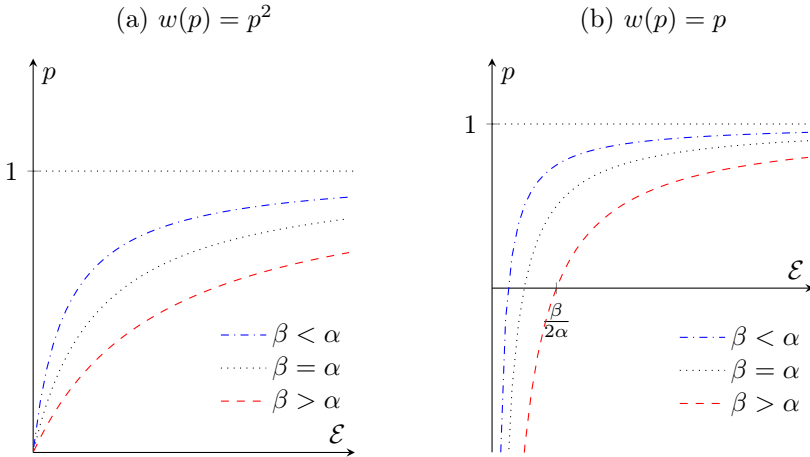 (a) w(p) = p²
p
1
β < α
β = α
β > α
ℰ
(b) w(p) = p
p
1
ℰ
β/2α
β < α
β = α
β > α